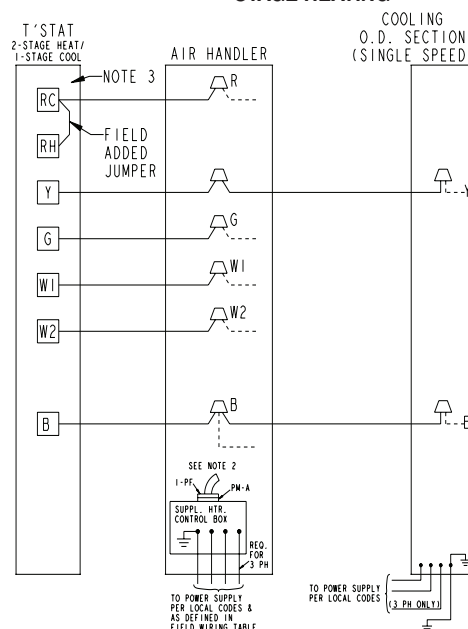 T'STAT
2-STAGE HEAT/
1-STAGE COOL
AIR HANDLER
COOLING
O.D. SECTION
(SINGLE SPEED
NOTE 3
RC
R
FIELD
ADDED
JUMPER
RH
Y
Y
G
G
W1
W1
W2
W2
B
B
SEE NOTE 2
1-PF
PM-A
SUPPL. HTR.
CONTROL BOX
REQ.
FOR
3 PH
TO POWER SUPPLY
PER LOCAL CODES &
AS DEFINED IN
FIELD WIRING TABLE
TO POWER SUPPLY
PER LOCAL CODES
(3 PH ONLY)